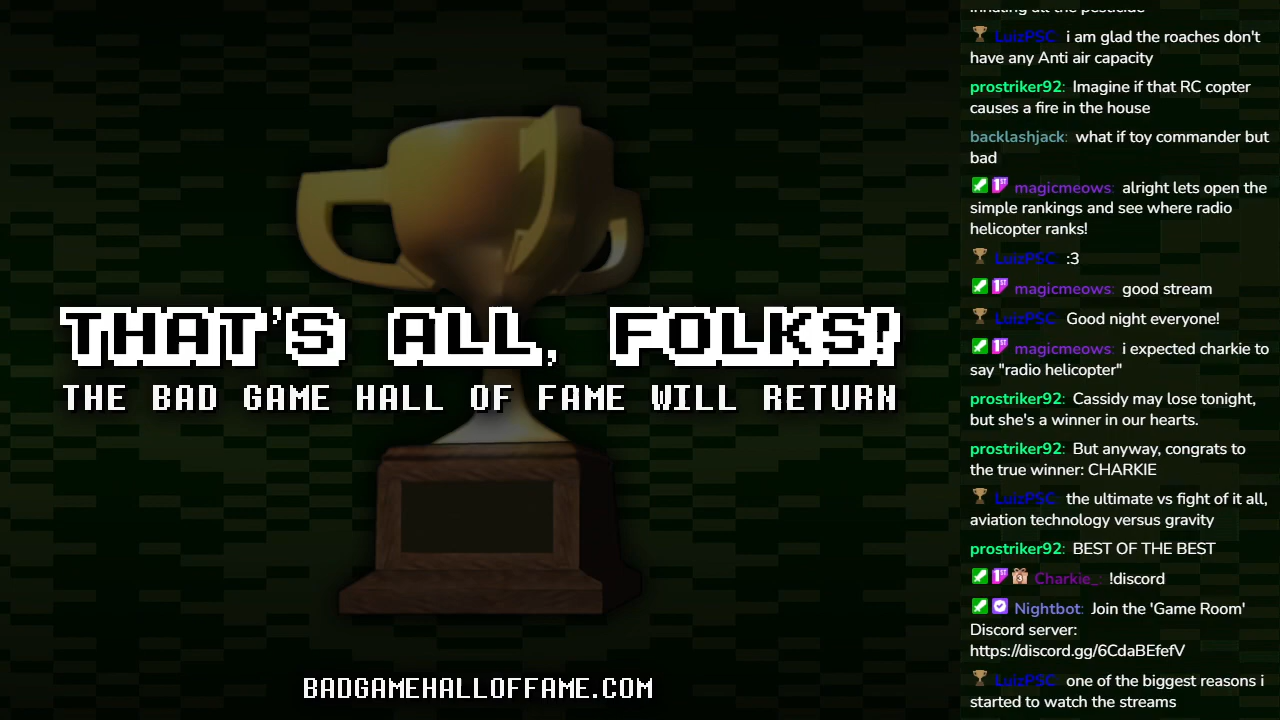 THAT'S ALL, FOLKS!
THE BAD GAME HALL OF FAME WILL RETURN
BADGAMEHALLOFFAME.COM
LuizPSC: i am glad the roaches don't
have any Anti air capacity
prostriker92: Imagine if that RC copter
causes a fire in the house
backlashjack: what if toy commander but
bad
magicmeows: alright lets open the
simple rankings and see where radio
helicopter ranks!
LuizPSC: :3
magicmeows: good stream
LuizPSC: Good night everyone!
magicmeows: i expected charkie to
say "radio helicopter"
prostriker92: Cassidy may lose tonight,
but she's a winner in our hearts.
prostriker92: But anyway, congrats to
the true winner: CHARKIE
LuizPSC: the ultimate vs fight of it all,
aviation technology versus gravity
prostriker92: BEST OF THE BEST
Charkie_: !discord
Nightbot: Join the 'Game Room'
Discord server:
https://discord.gg/6CdaBEfefV
LuizPSC: one of the biggest reasons i
started to watch the streams